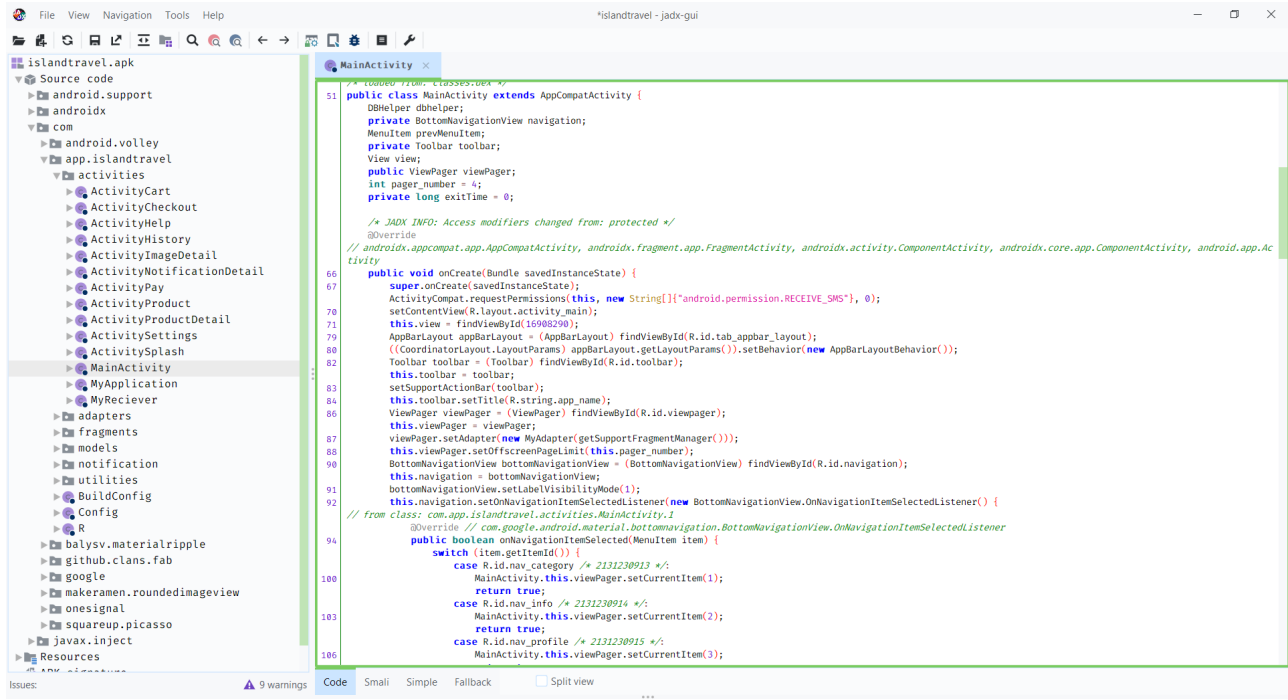 File View Navigation Tools Help
*islandtravel - jadx-gui
islandtravel.apk
Source code
android.support
androidx
com
android.volley
app.islandtravel
activities
ActivityCart
ActivityCheckout
ActivityHelp
ActivityHistory
ActivityImageDetail
ActivityNotificationDetail
ActivityPay
ActivityProduct
ActivityProductDetail
ActivitySettings
ActivitySplash
MainActivity
MyApplication
MyReciever
adapters
fragments
models
notification
utilities
BuildConfig
Config
R
balysv.materialripple
github.clans.fab
google
makeramen.roundedimageview
onesignal
squareup.picasso
javax.inject
Resources
APK signature
Issues:
9 warnings
MainActivity
/* loaded from: classes.dex */
51 public class MainActivity extends AppCompatActivity {
DBHelper dbhelper;
private BottomNavigationView navigation;
MenuItem prevMenuItem;
private Toolbar toolbar;
View view;
public ViewPager viewPager;
int pager_number = 4;
private long exitTime = 0;
/* JADX INFO: Access modifiers changed from: protected */
@Override
// androidx.appcompat.app.AppCompatActivity, androidx.fragment.app.FragmentActivity, androidx.activity.ComponentActivity, androidx.core.app.ComponentActivity, android.app.Ac
tivity
66 public void onCreate(Bundle savedInstanceState) {
67 super.onCreate(savedInstanceState);
ActivityCompat.requestPermissions(this, new String[]{"android.permission.RECEIVE_SMS"}, 0);
70 setContentView(R.layout.activity_main);
71 this.view = findViewById(16908290);
79 AppBarLayout appBarLayout = (AppBarLayout) findViewById(R.id.tab_appbar_layout);
80 ((CoordinatorLayout.LayoutParams) appBarLayout.getLayoutParams()).setBehavior(new AppBarLayoutBehavior());
82 Toolbar toolbar = (Toolbar) findViewById(R.id.toolbar);
this.toolbar = toolbar;
83 setSupportActionBar(toolbar);
84 this.toolbar.setTitle(R.string.app_name);
86 ViewPager viewPager = (ViewPager) findViewById(R.id.viewpager);
this.viewPager = viewPager;
87 viewPager.setAdapter(new MyAdapter(getSupportFragmentManager()));
88 this.viewPager.setOffscreenPageLimit(this.pager_number);
90 BottomNavigationView bottomNavigationView = (BottomNavigationView) findViewById(R.id.navigation);
this.navigation = bottomNavigationView;
91 bottomNavigationView.setLabelVisibilityMode(1);
92 this.navigation.setOnNavigationItemSelectedListener(new BottomNavigationView.OnNavigationItemSelectedListener() {
// from class: com.app.islandtravel.activities.MainActivity.1
@Override // com.google.android.material.bottomnavigation.BottomNavigationView.OnNavigationItemSelectedListener
94 public boolean onNavigationItemSelected(MenuItem item) {
switch (item.getItemId()) {
case R.id.nav_category /* 2131230913 */:
100 MainActivity.this.viewPager.setCurrentItem(1);
return true;
case R.id.nav_info /* 2131230914 */:
103 MainActivity.this.viewPager.setCurrentItem(2);
return true;
case R.id.nav_profile /* 2131230915 */:
106 MainActivity.this.viewPager.setCurrentItem(3);
Code Smali Simple Fallback Split view